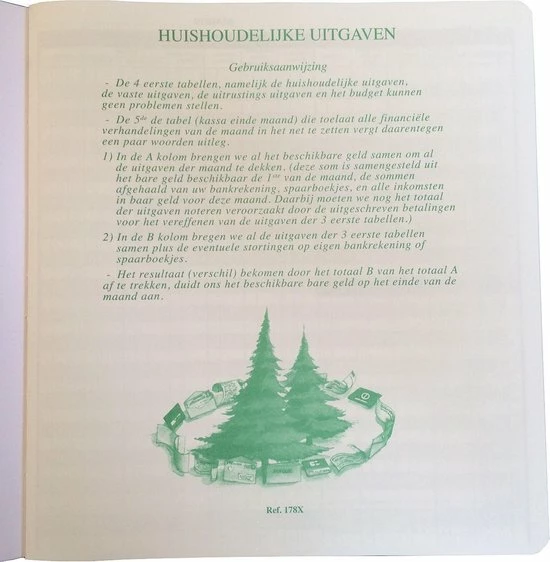 HUISHOUDELIJKE UITGAVEN
Gebruiksaanwijzing
- De 4 eerste tabellen, namelijk de huishoudelijke uitgaven,
de vaste uitgaven, de uitrustings uitgaven en het budget kunnen
geen problemen stellen.
- De 5de de tabel (kassa einde maand) die toelaat alle financiële
verhandelingen van de maand in het net te zetten vergt daarentegen
een paar woorden uitleg.
1) In de A kolom brengen we al het beschikbare geld samen om al
de uitgaven der maand te dekken. (deze som is samengesteld uit
het bare geld beschikbaar de 1ste van de maand, de sommen
afgehaald van uw bankrekening, spaarboekjes, en alle inkomsten
in baar geld voor deze maand. Daarbij moeten we nog het totaal
der uitgaven noteren veroorzaakt door de uitgeschreven betalingen
voor het vereffenen van de uitgaven der 3 eerste tabellen.)
2) In de B kolom bregen we al de uitgaven der 3 eerste tabellen
samen plus de eventuele stortingen op eigen bankrekening of
spaarboekjes.
- Het resultaat (verschil) bekomen door het totaal B van het totaal A
af te trekken, duidt ons het beschikbare bare geld op het einde van de
maand aan.
Ref. 178X